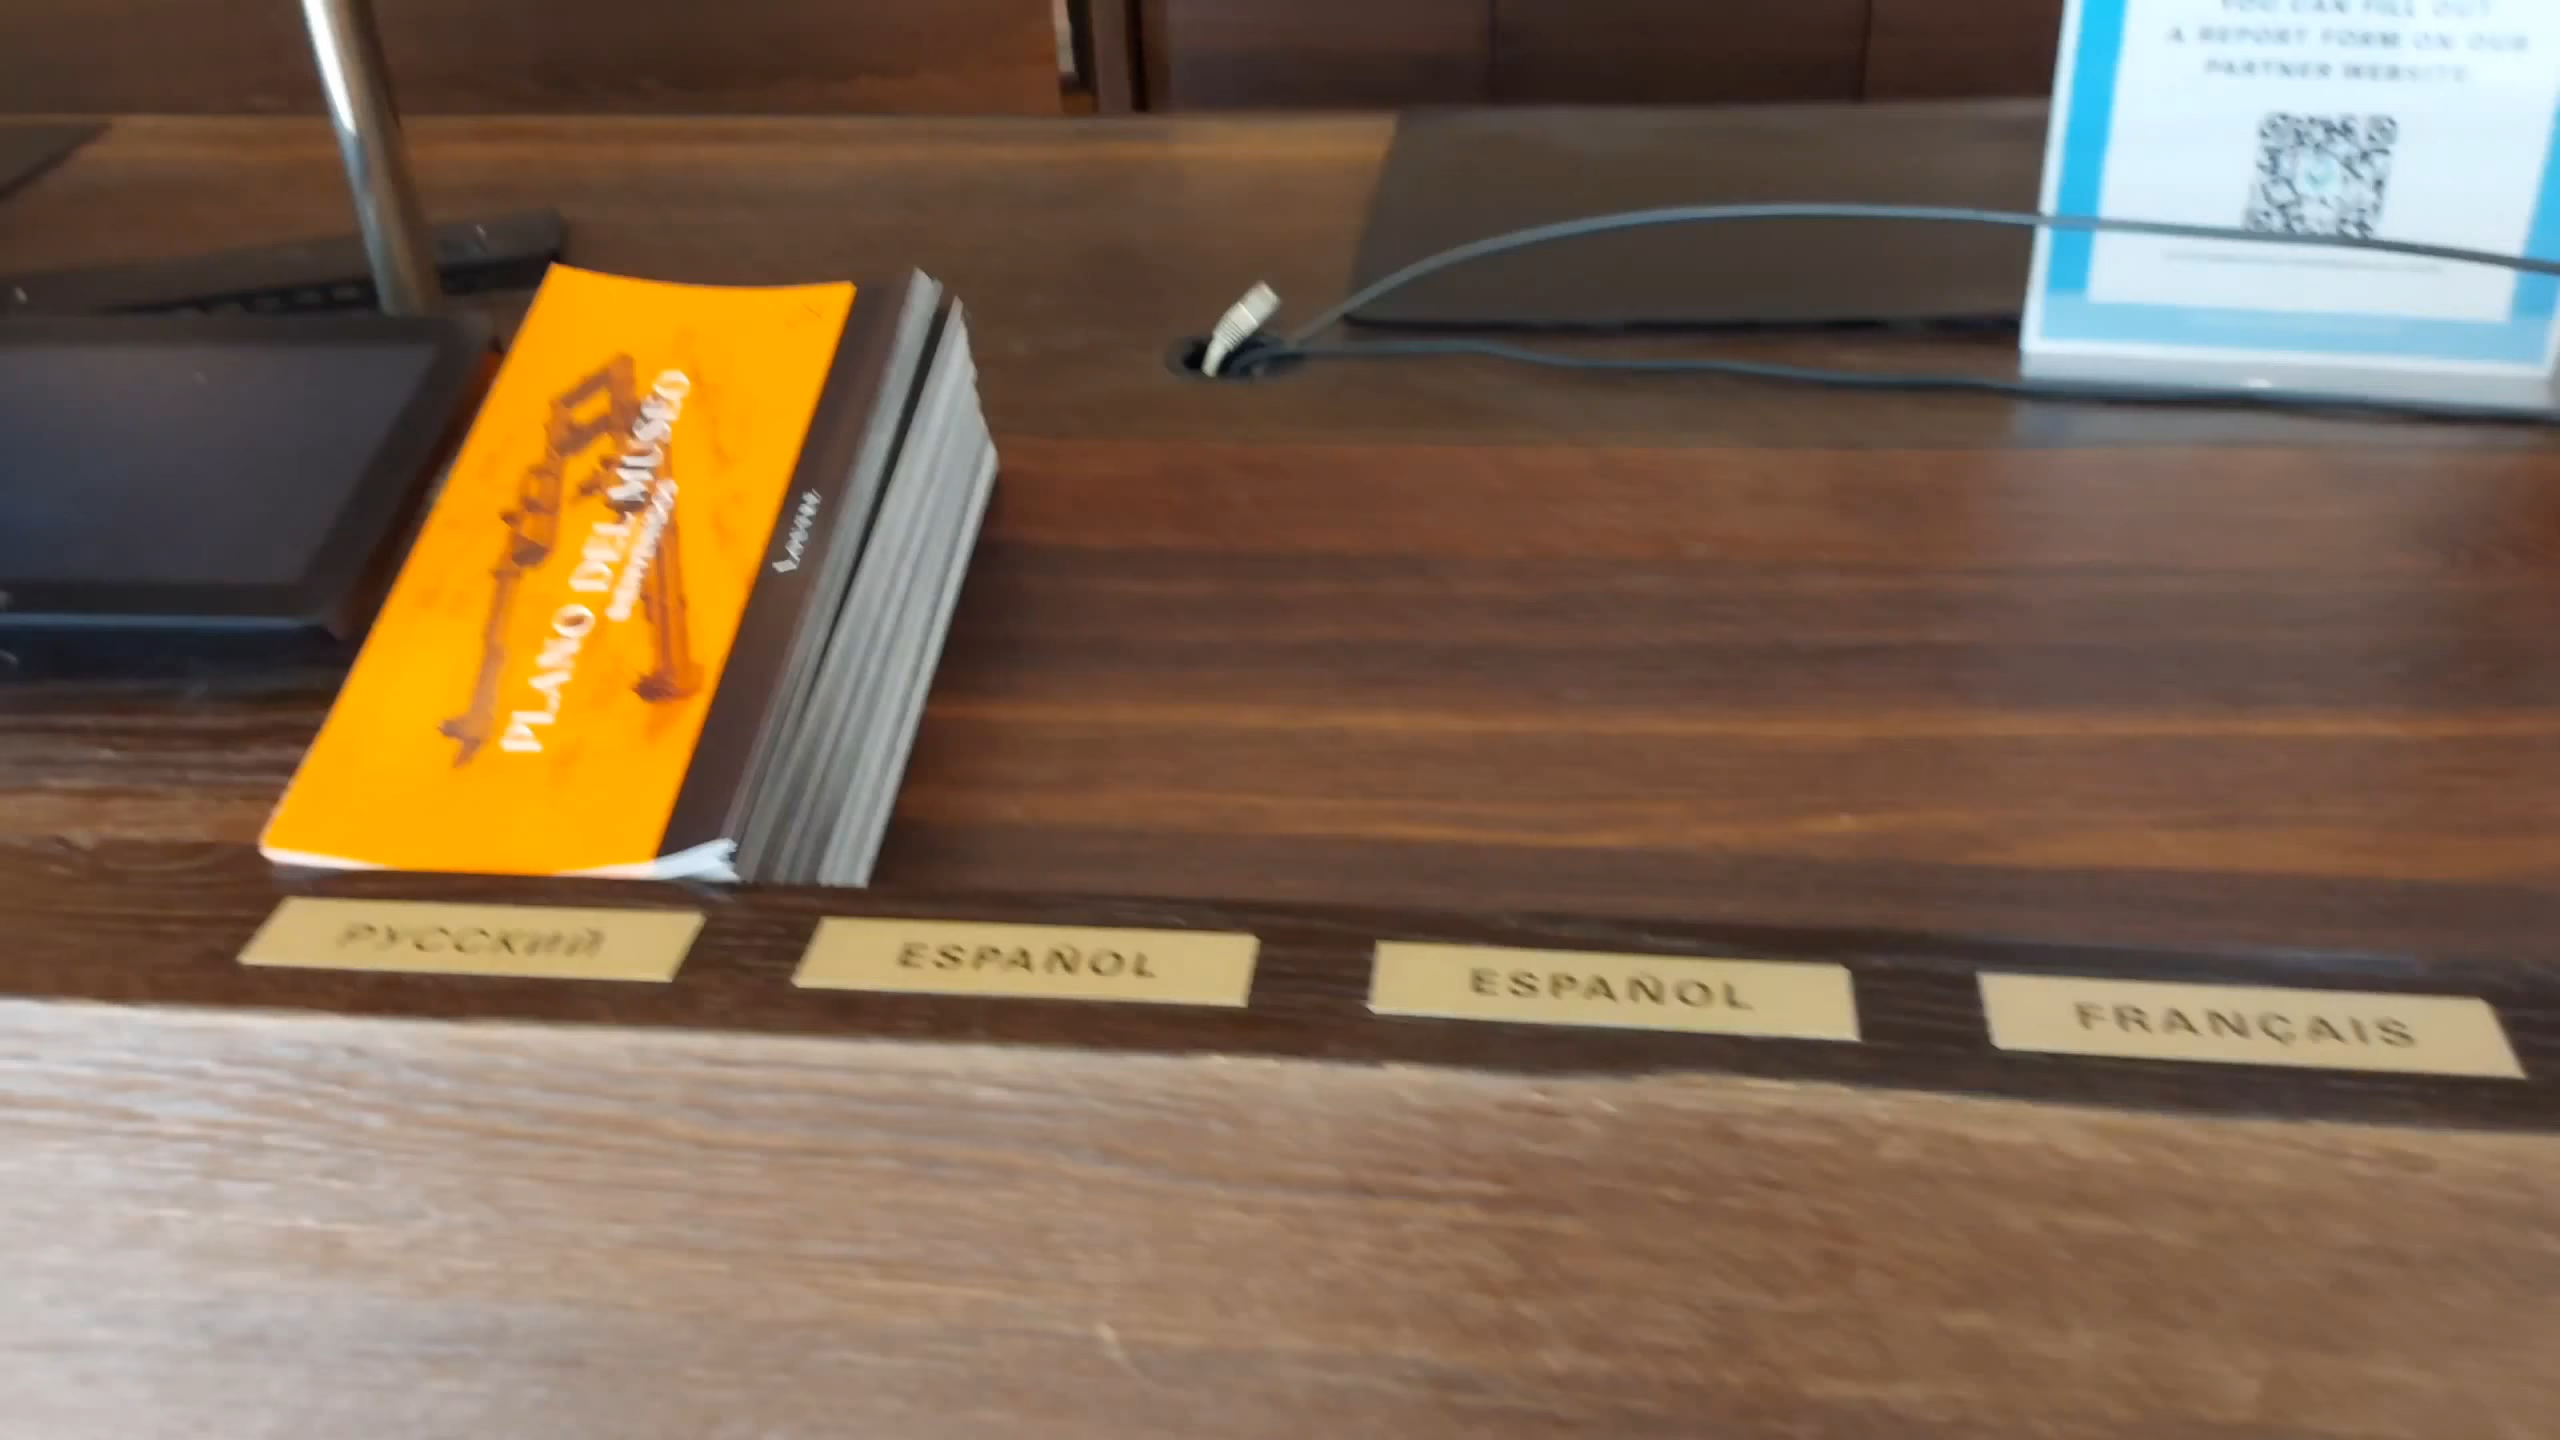 YOU CAN FILL OUT
A REPORT FORM ON OUR
PARTNER WEBSITE
PLANO DEL MUSEO
РУССКИЙ
ESPAÑOL
ESPAÑOL
FRANÇAIS